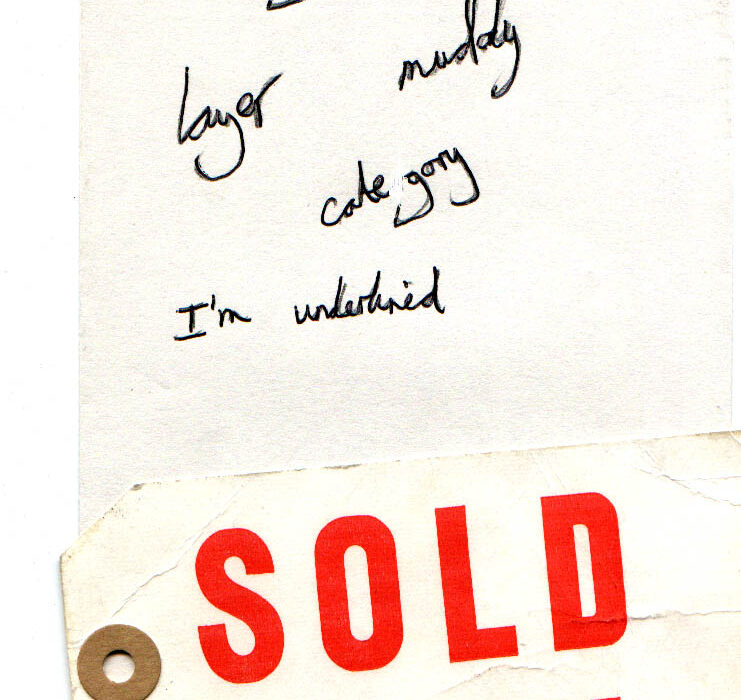 layer muddy
category
I'm underlined
SOLD